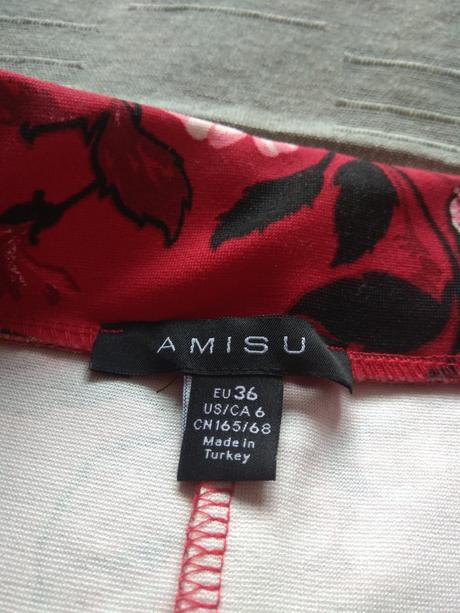 AMISU
EU 36
US/CA 6
CN165/68
Made in
Turkey